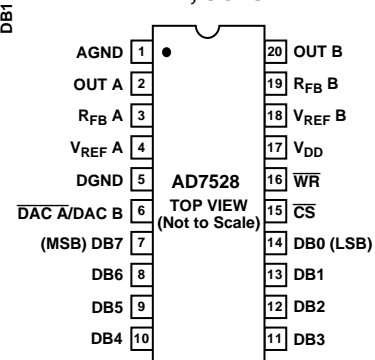 DB1
AGND 1 20 OUT B
OUT A 2 19 RFB B
RFB A 3 18 VREF B
VREF A 4 17 VDD
DGND 5 AD7528 16 WR
DAC A/DAC B 6 TOP VIEW 15 CS
(Not to Scale)
(MSB) DB7 7 14 DB0 (LSB)
DB6 8 13 DB1
DB5 9 12 DB2
DB4 10 11 DB3